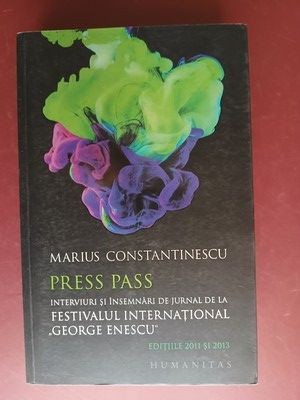 MARIUS CONSTANTINESCU
PRESS PASS
INTERVIURI ȘI ÎNSEMNĂRI DE JURNAL DE LA
FESTIVALUL INTERNAȚIONAL
„GEORGE ENESCU”
EDIȚIILE 2011 ȘI 2013
HUMANITAS